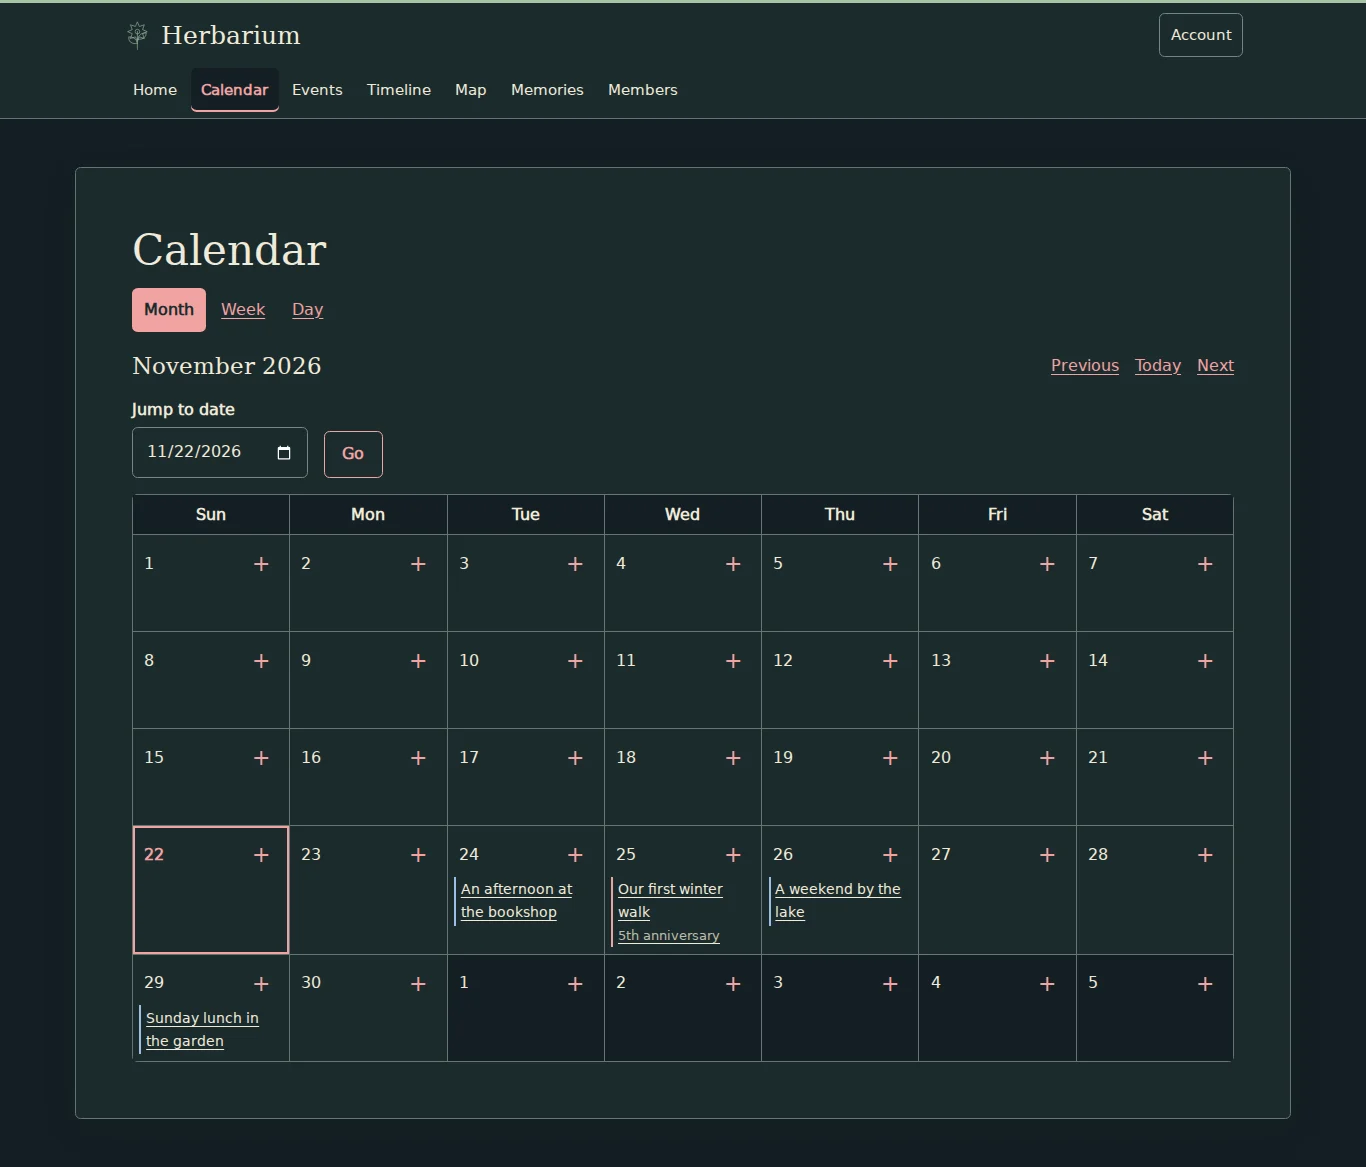 Herbarium
Account
Home Calendar Events Timeline Map Memories Members
Calendar
Month Week Day
November 2026
Previous Today Next
Jump to date
11/22/2026
Go
Sun Mon Tue Wed Thu Fri Sat
1 + 2 + 3 + 4 + 5 + 6 + 7 +
8 + 9 + 10 + 11 + 12 + 13 + 14 +
15 + 16 + 17 + 18 + 19 + 20 + 21 +
22 + 23 + 24 + 25 + 26 + 27 + 28 +
An afternoon at
the bookshop
Our first winter
walk
5th anniversary
A weekend by the
lake
29 + 30 + 1 + 2 + 3 + 4 + 5 +
Sunday lunch in
the garden